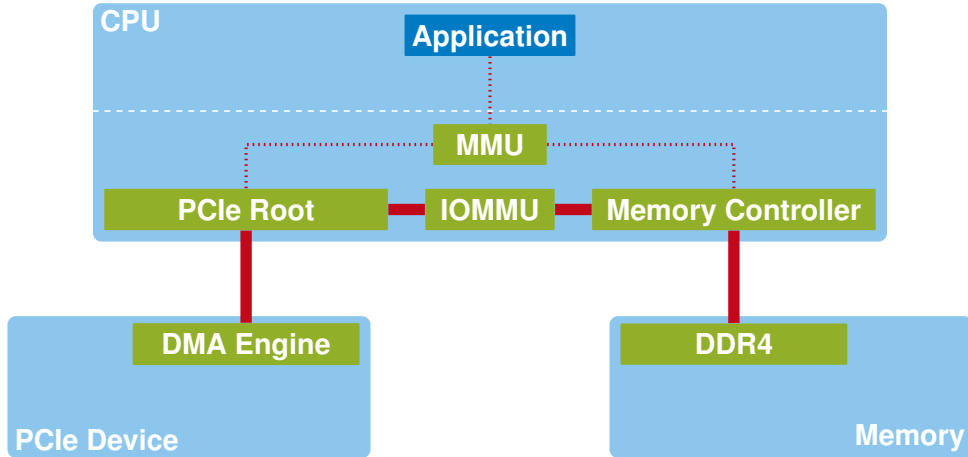 CPU
Application
MMU
PCIe Root
IOMMU
Memory Controller
DMA Engine
DDR4
PCIe Device
Memory